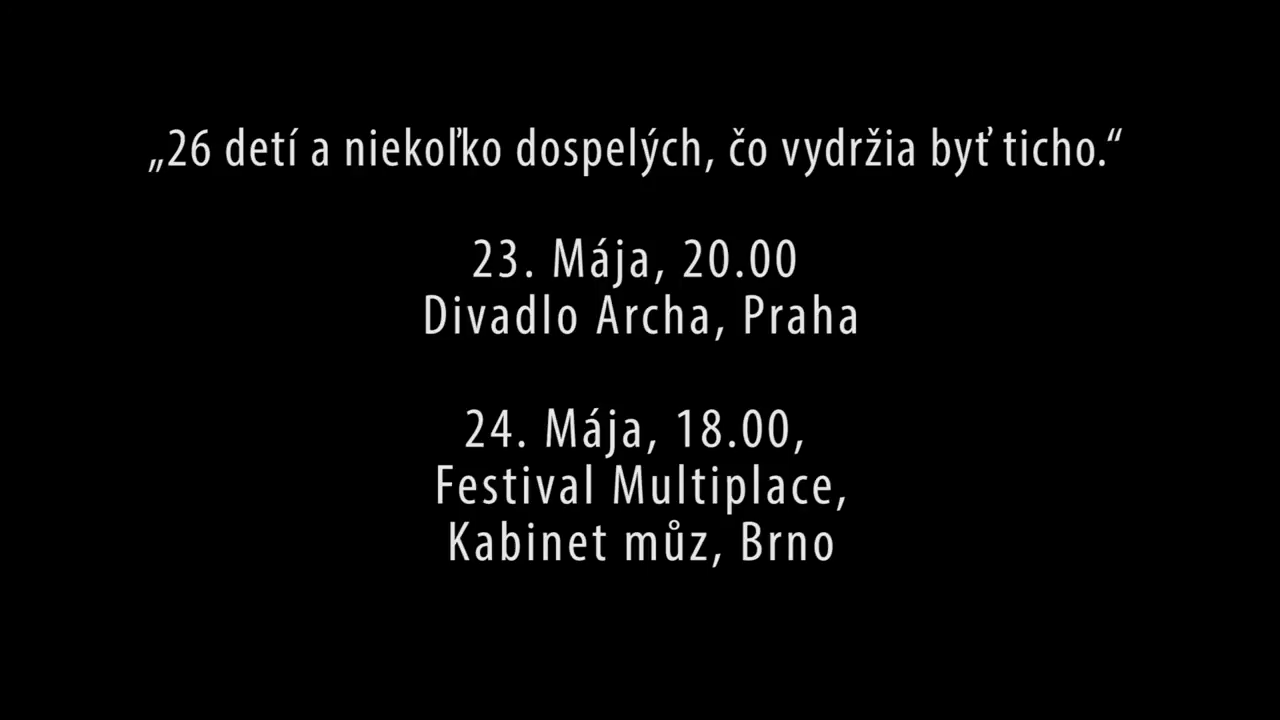 „26 detí a niekoľko dospelých, čo vydržia byť ticho.“
23. Mája, 20.00
Divadlo Archa, Praha
24. Mája, 18.00,
Festival Multiplace,
Kabinet můz, Brno